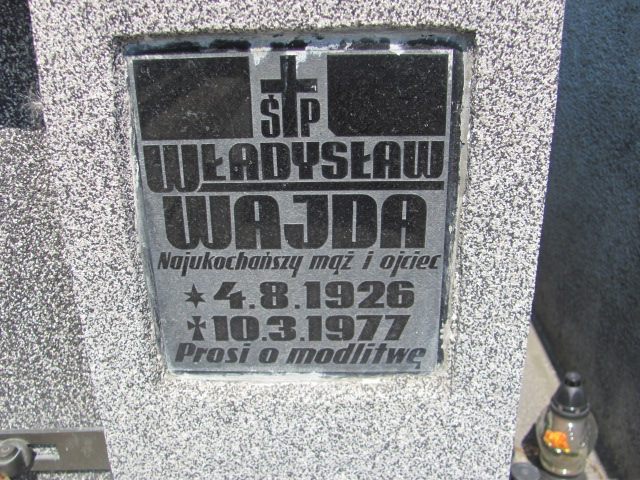 ŚP
WŁADYSŁAW
WAJDA
Najukochańszy mąż i ojciec
✶ 4.8.1926
✝ 10.3.1977
Prosi o modlitwę